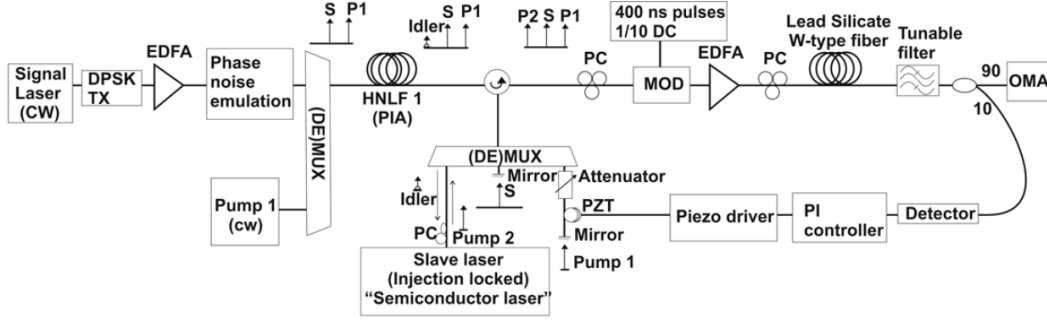 S P1
Idler S P1
P2 S P1
400 ns pulses
1/10 DC
Lead Silicate
W-type fiber
Tunable
filter
Signal
Laser
(CW)
DPSK
TX
EDFA
Phase
noise
emulation
(DE)MUX
HNLF 1
(PIA)
PC
MOD
EDFA
PC
90
10
OMA
Pump 1
(cw)
(DE)MUX
Idler
Mirror
S
Attenuator
PZT
Mirror
Pump 1
PC
Pump 2
Slave laser
(Injection locked)
“Semiconductor laser”
Piezo driver
PI
controller
Detector